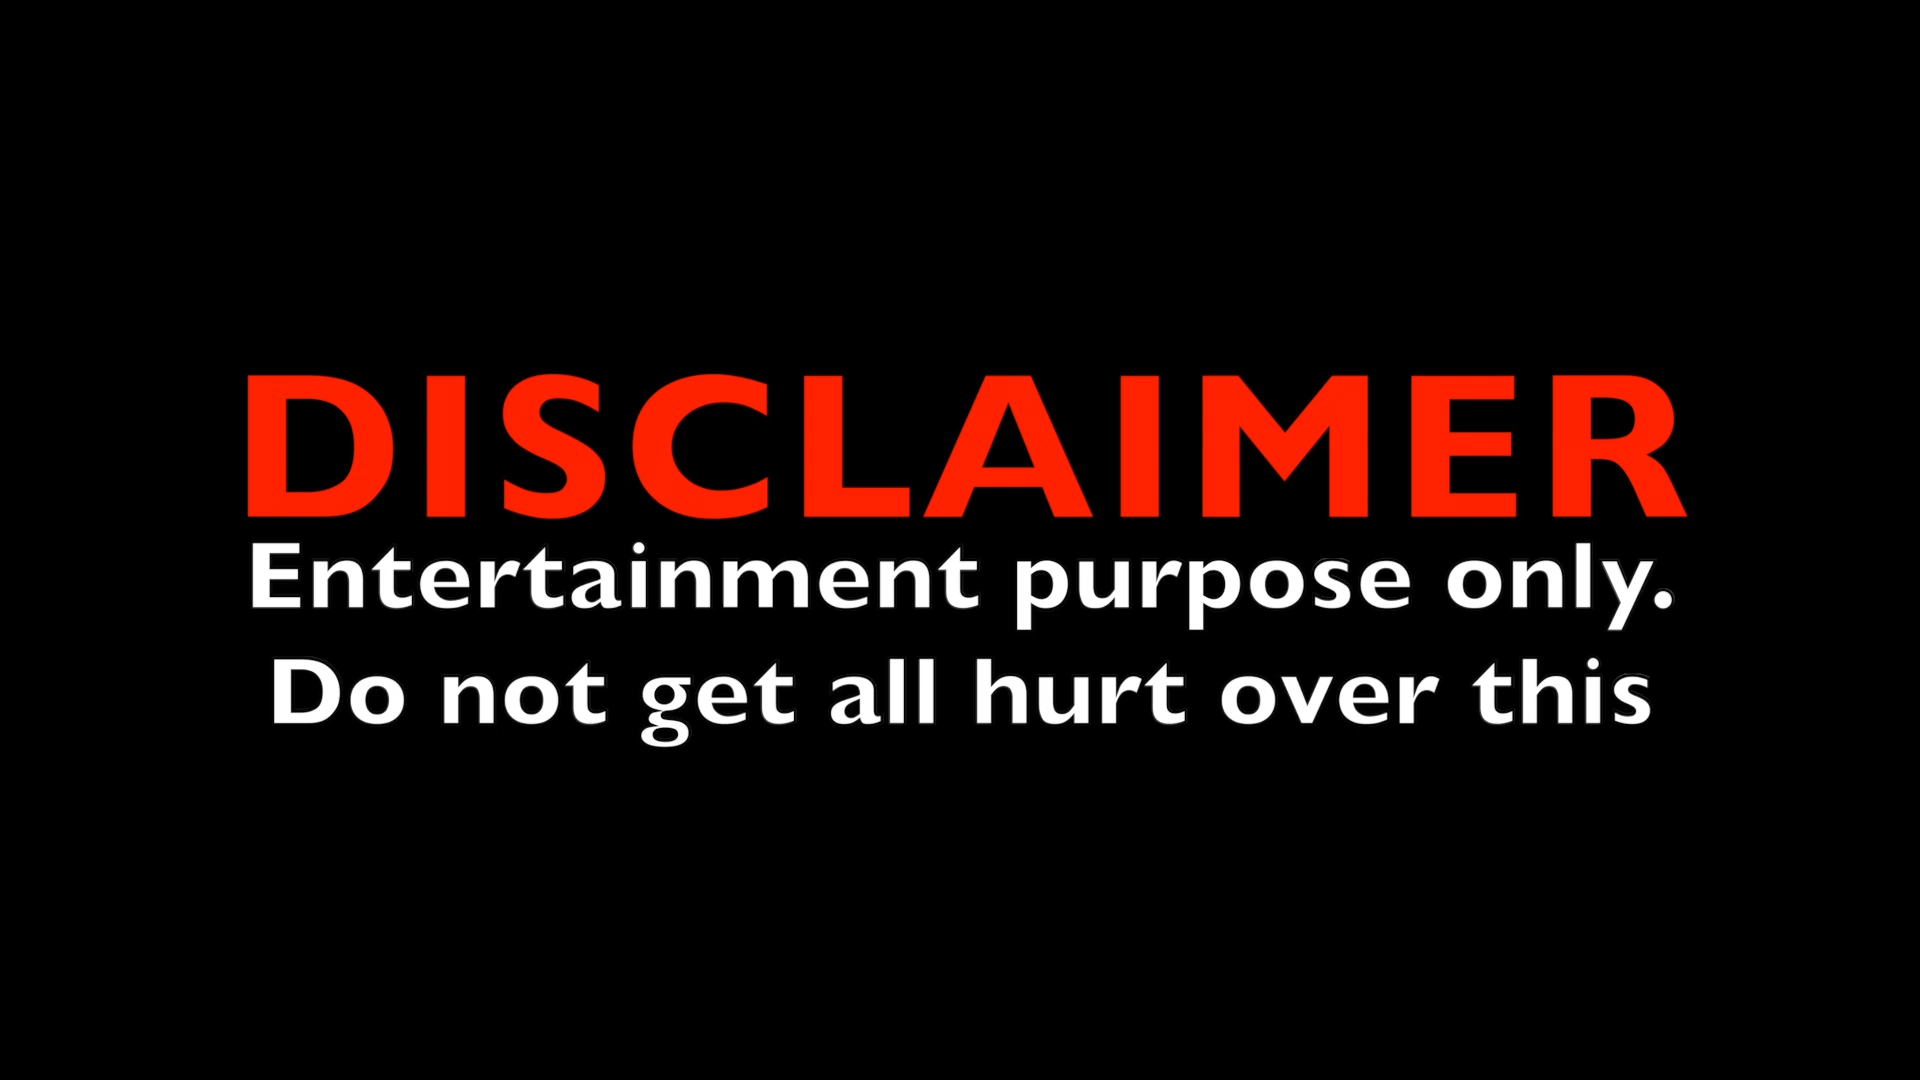 DISCLAIMER
Entertainment purpose only.
Do not get all hurt over this